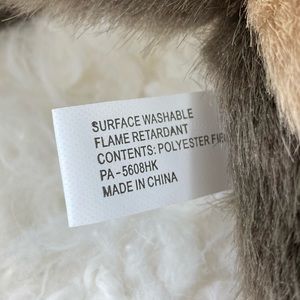 SURFACE WASHABLE
FLAME RETARDANT
CONTENTS: POLYESTER
PA-5608HK
MADE IN CHINA